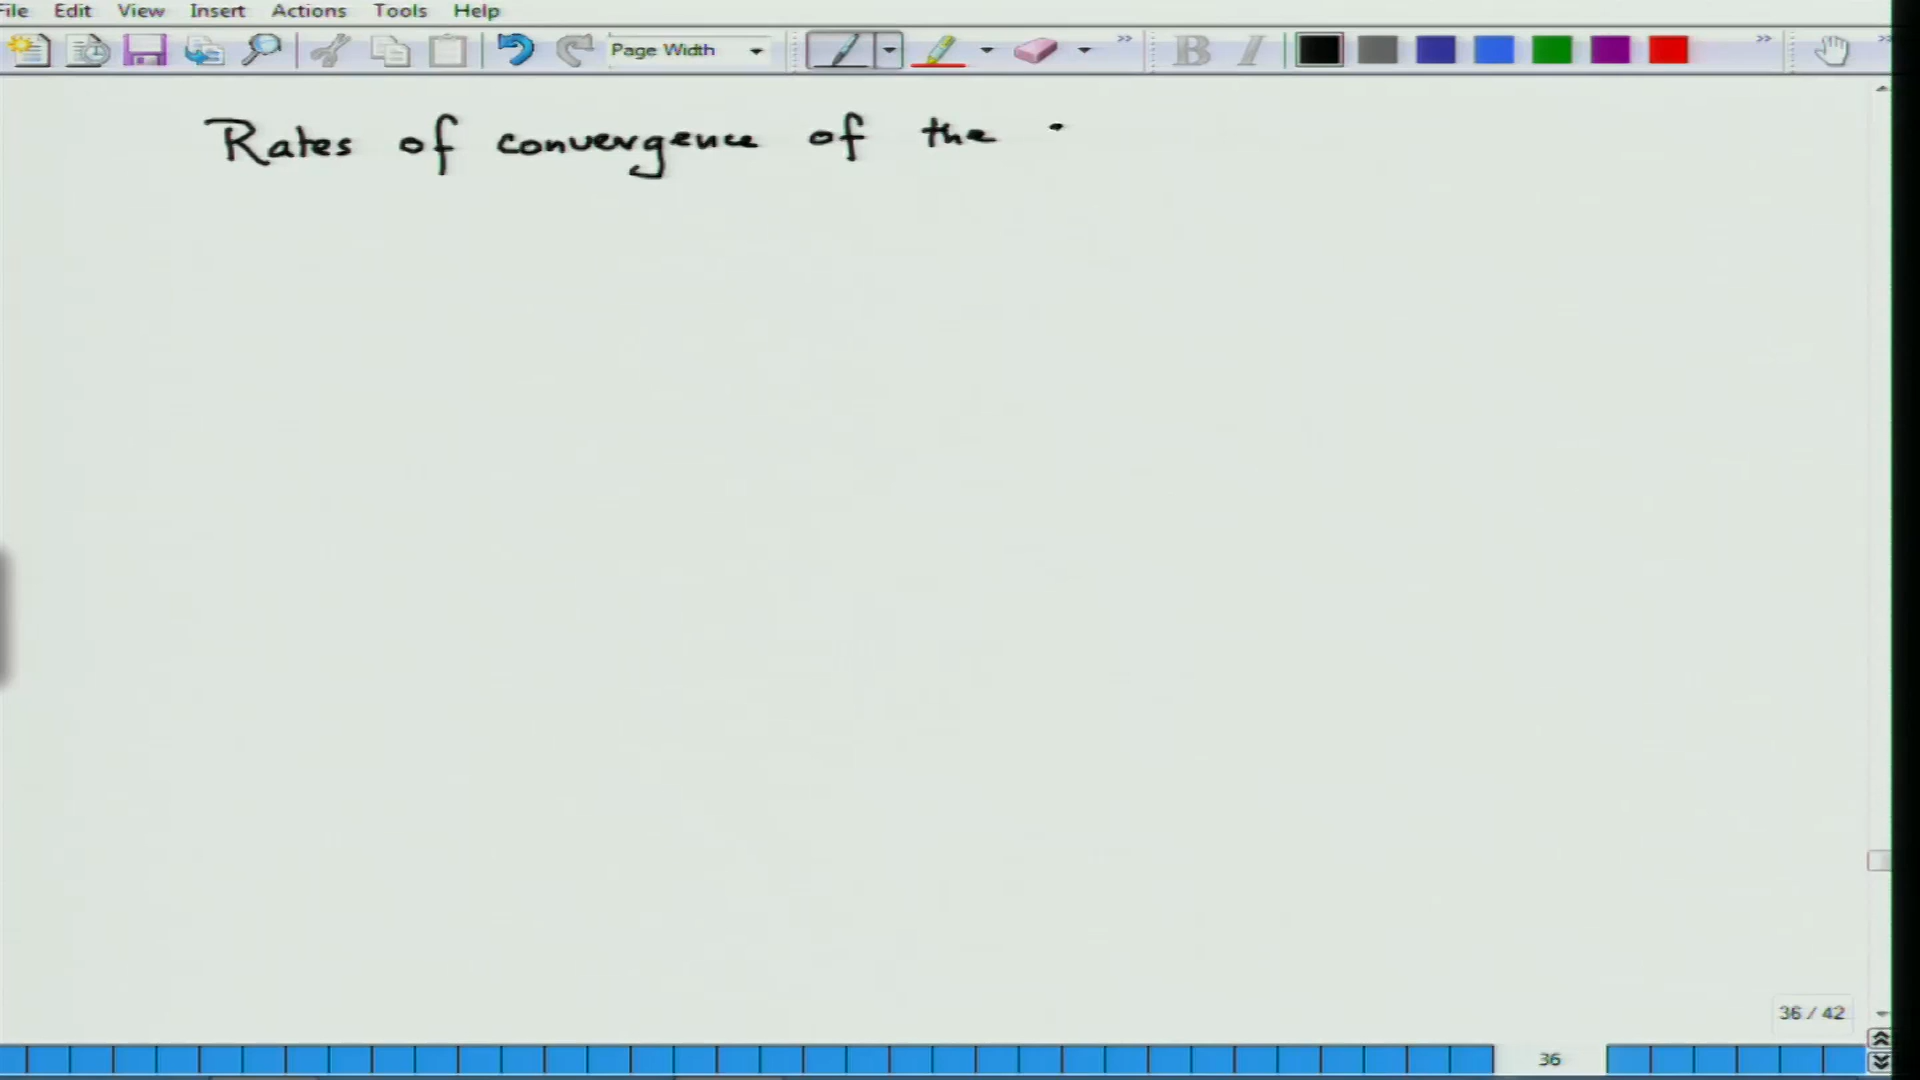 File Edit View Insert Actions Tools Help
Page Width B I
Rates of convergence of the
36 / 42
36